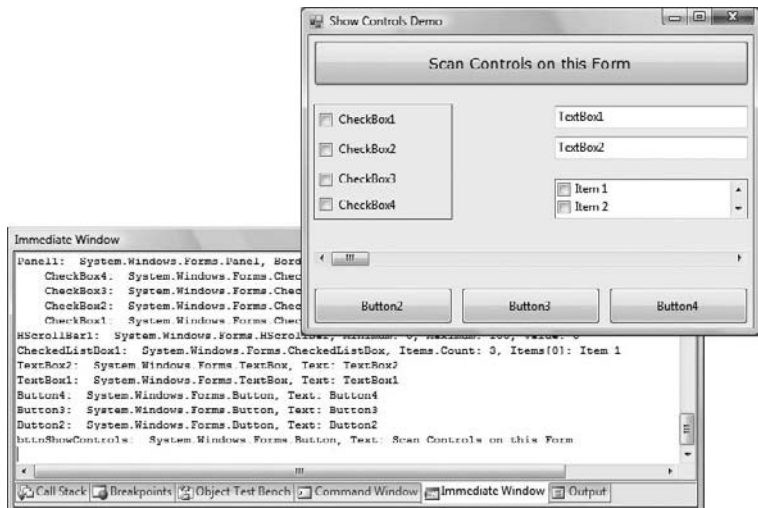 Show Controls Demo
Scan Controls on this Form
CheckBox1
CheckBox2
CheckBox3
CheckBox4
TextBox1
TextBox2
Item 1
Item 2
Button2
Button3
Button4
Immediate Window
Panel1: System.Windows.Forms.Panel, Bord
CheckBox4: System.Windows.Forms.Chec
CheckBox3: System.Windows.Forms.Chec
CheckBox2: System.Windows.Forms.Chec
CheckBox1: System.Windows.Forms.Chec
HScrollBar1: System.Windows.Forms.HScrollBar, Minimum: 0, Maximum: 100, Value: 0
CheckedListBox1: System.Windows.Forms.CheckedListBox, Items.Count: 3, Items[0]: Item 1
TextBox2: System.Windows.Forms.TextBox, Text: TextBox2
TextBox1: System.Windows.Forms.TextBox, Text: TextBox1
Button4: System.Windows.Forms.Button, Text: Button4
Button3: System.Windows.Forms.Button, Text: Button3
Button2: System.Windows.Forms.Button, Text: Button2
bttnShowControls: System.Windows.Forms.Button, Text: Scan Controls on this Form
Call Stack Breakpoints Object Test Bench Command Window Immediate Window Output